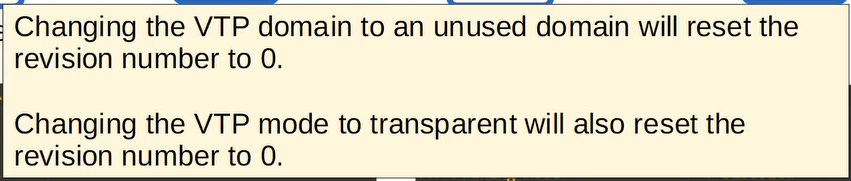 Changing the VTP domain to an unused domain will reset the
revision number to 0.
Changing the VTP mode to transparent will also reset the
revision number to 0.